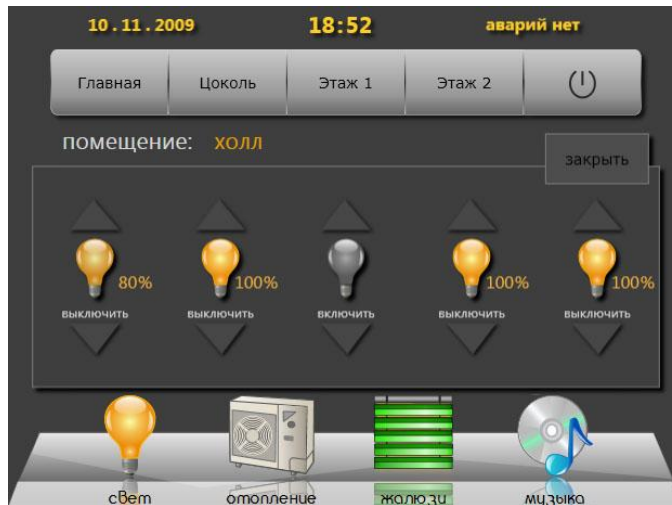 10.11.2009 18:52 аварий нет
Главная Цоколь Этаж 1 Этаж 2
помещение: холл
закрыть
80% 100% 100% 100%
выключить выключить включить выключить выключить
свет отопление жалюзи музыка